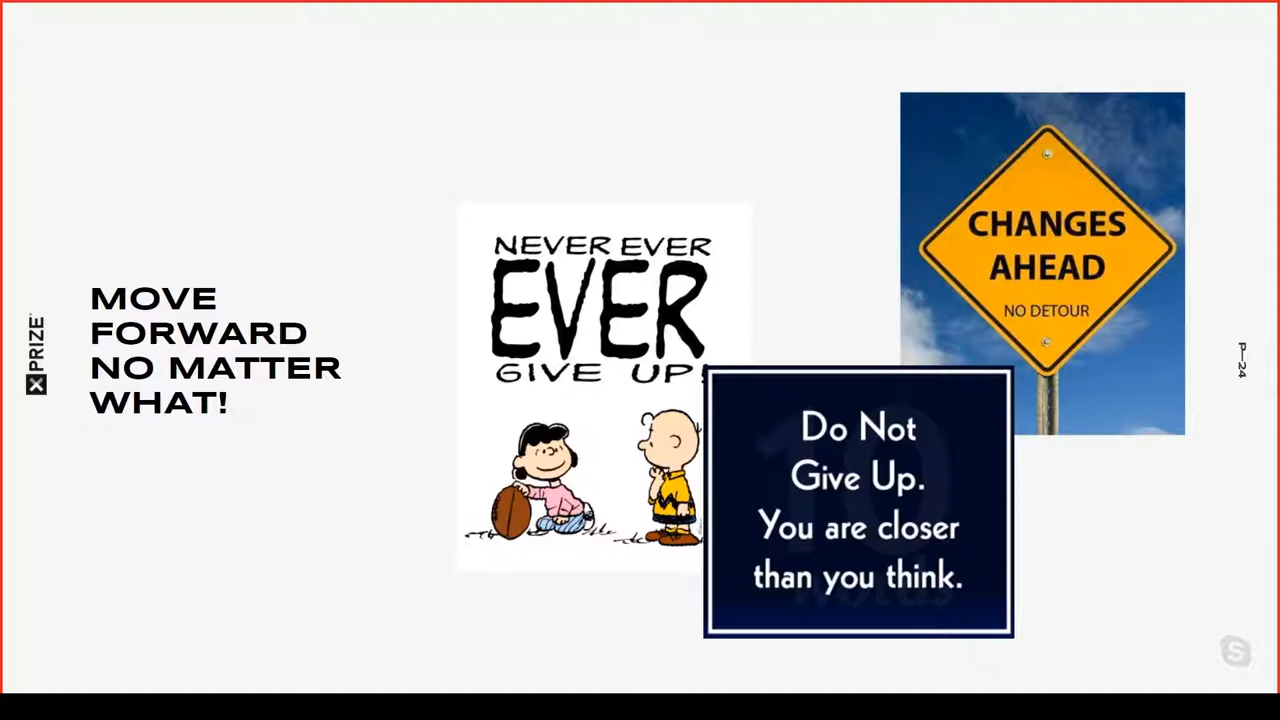 XPRIZE
MOVE
FORWARD
NO MATTER
WHAT!
NEVER EVER
EVER
GIVE UP!
Do Not
Give Up.
You are closer
than you think.
CHANGES
AHEAD
NO DETOUR
P—24